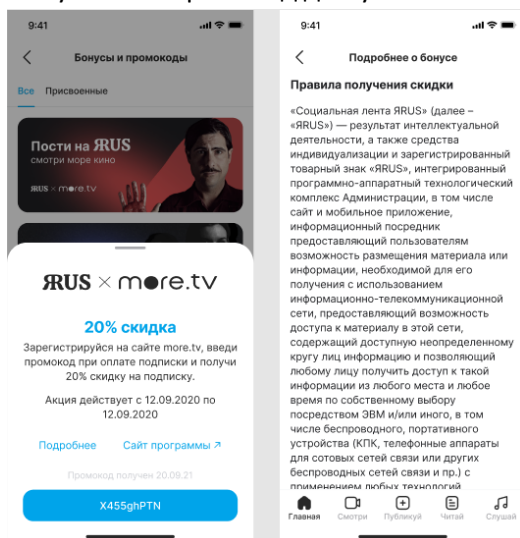 9:41
Бонусы и промокоды
Все Присвоенные
Пости на ЯRUS
смотри море кино
ЯRUS × more.tv
ЯRUS × more.tv
20% скидка
Зарегистрируйся на сайте more.tv, введи
промокод при оплате подписки и получи
20% скидку на подписку.
Акция действует с 12.09.2020 по
12.09.2020
Подробнее Сайт программы ↗
Промокод получен 20.09.21
X455ghPTN
9:41
Подробнее о бонусе
Правила получения скидки
«Социальная лента ЯRUS» (далее –
«ЯRUS») — результат интеллектуальной
деятельности, а также средства
индивидуализации и зарегистрированный
товарный знак «ЯRUS», интегрированный
программно-аппаратный технологический
комплекс Администрации, в том числе
сайт и мобильное приложение,
информационный посредник
предоставляющий пользователям
возможность размещения материала или
информации, необходимой для его
получения с использованием
информационно-телекоммуникационной
сети, предоставляющий возможность
доступа к материалу в этой сети,
содержащий доступную неопределенному
кругу лиц информацию и позволяющий
любому лицу получить доступ к такой
информации из любого места и любое
время по собственному выбору
посредством ЭВМ и/или иного, в том
числе беспроводного, портативного
устройства (КПК, телефонные аппараты
для сотовых сетей связи или других
беспроводных сетей связи и пр.) с
применением любых технологий
Главная Смотри Публикуй Читай Слушай